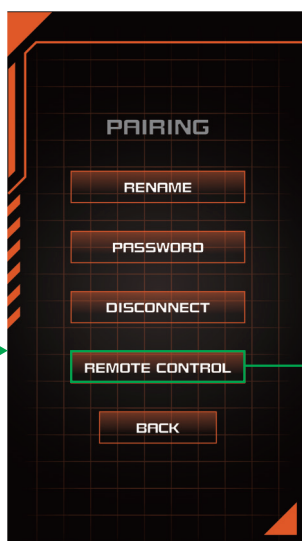 PAIRING
RENAME
PASSWORD
DISCONNECT
REMOTE CONTROL
BACK